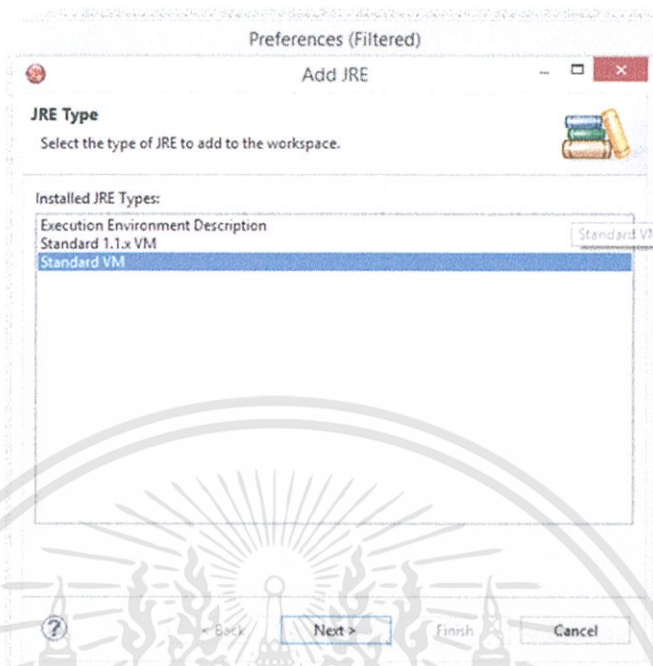 Preferences (Filtered)
Add JRE
JRE Type
Select the type of JRE to add to the workspace.
Installed JRE Types:
Execution Environment Description
Standard 1.1.x VM
Standard VM
Standard VM
? < Back Next > Finish Cancel